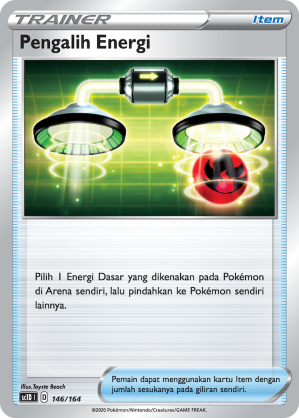 TRAINER
Item
Pengalih Energi
Pilih 1 Energi Dasar yang dikenakan pada Pokémon
di Arena sendiri, lalu pindahkan ke Pokémon sendiri
lainnya.
Pemain dapat menggunakan kartu Item dengan
jumlah sesukanya pada giliran sendiri.
Illus.Toyste Beach
sc1D I D 146/164
©2020 Pokémon/Nintendo/Creatures/GAME FREAK.